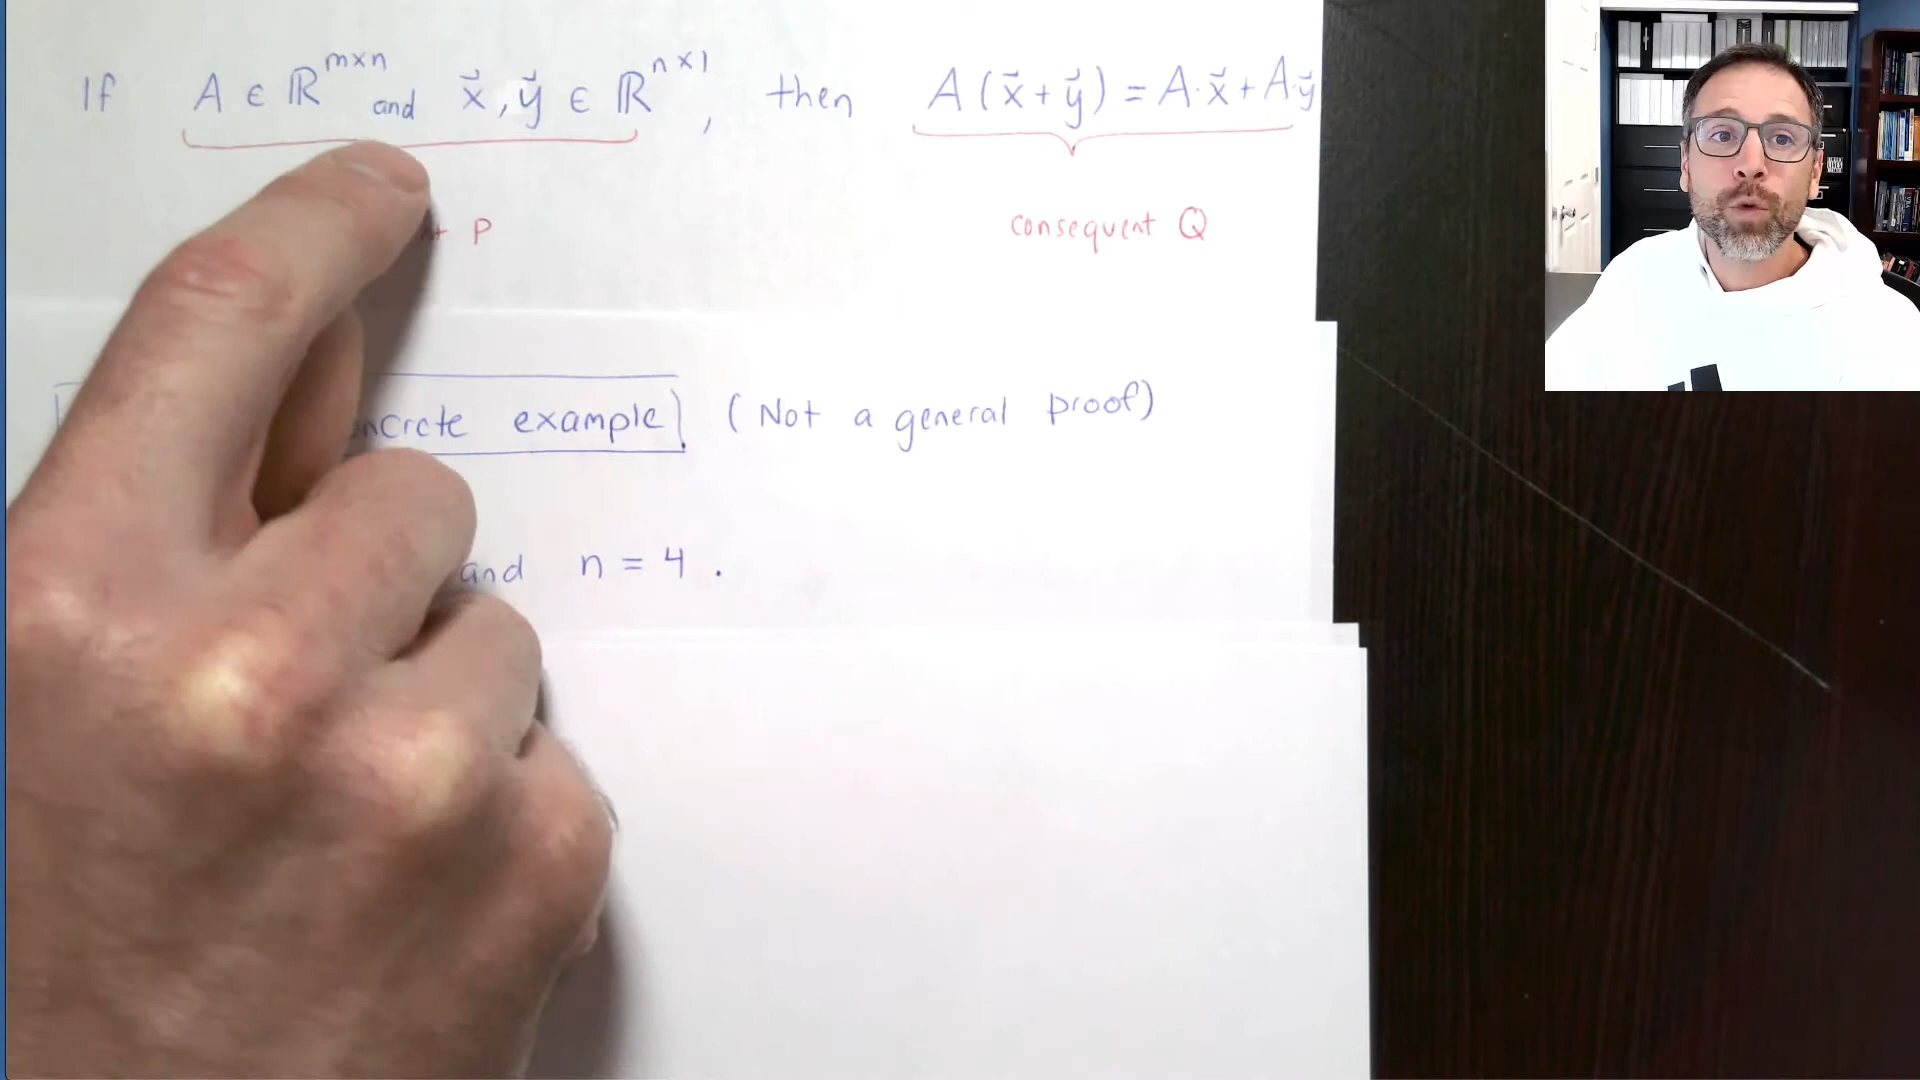 If A ∈ ℝ^{m×n} and x⃗, y⃗ ∈ ℝ^{n×1}, then A(x⃗ + y⃗) = A·x⃗ + A·y⃗
P consequent Q
example (Not a general proof)
and n = 4.